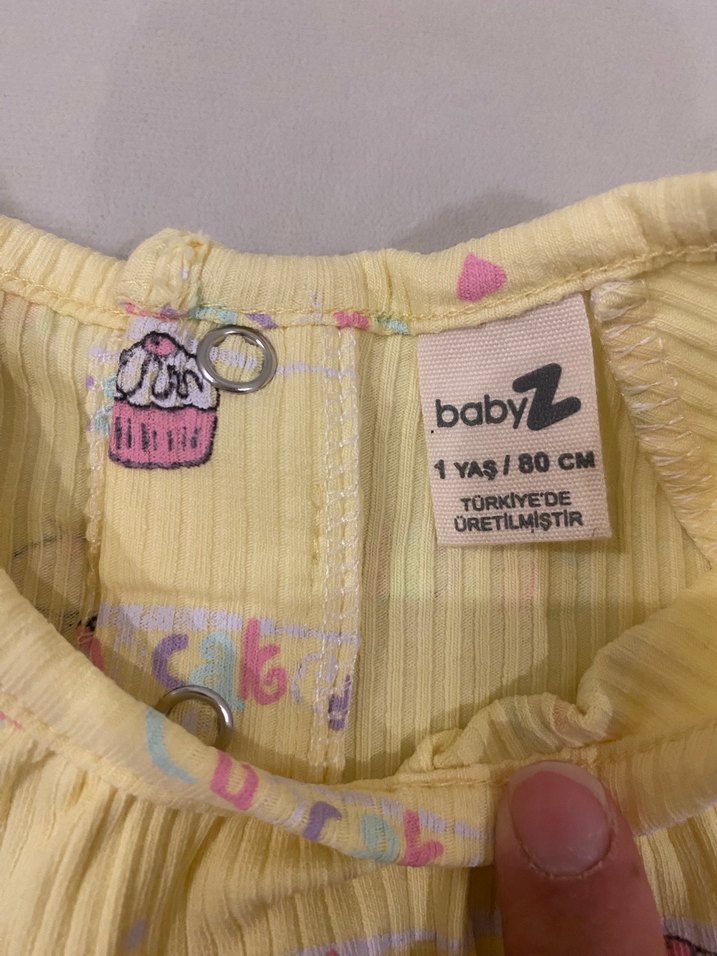 babyZ
1 YAŞ / 80 CM
TÜRKİYE'DE
ÜRETİLMİŞTİR